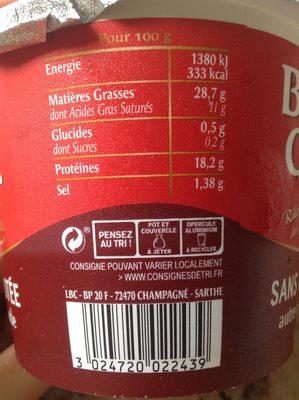 Pour 100 g
Energie 1380 kJ
333 kcal
Matières Grasses 28,7 g
dont Acides Gras Saturés 11 g
Glucides 0,5 g
dont Sucres 0,2 g
Protéines 18,2 g
Sel 1,38 g
PENSEZ
AU TRI !
POT ET
COUVERCLE
À JETER
OPERCULE
ALUMINIUM
À RECYCLER
CONSIGNE POUVANT VARIER LOCALEMENT
> WWW.CONSIGNESDETRI.FR
LBC - BP 20 F - 72470 CHAMPAGNÉ - SARTHE
SANS
3 024720 022439